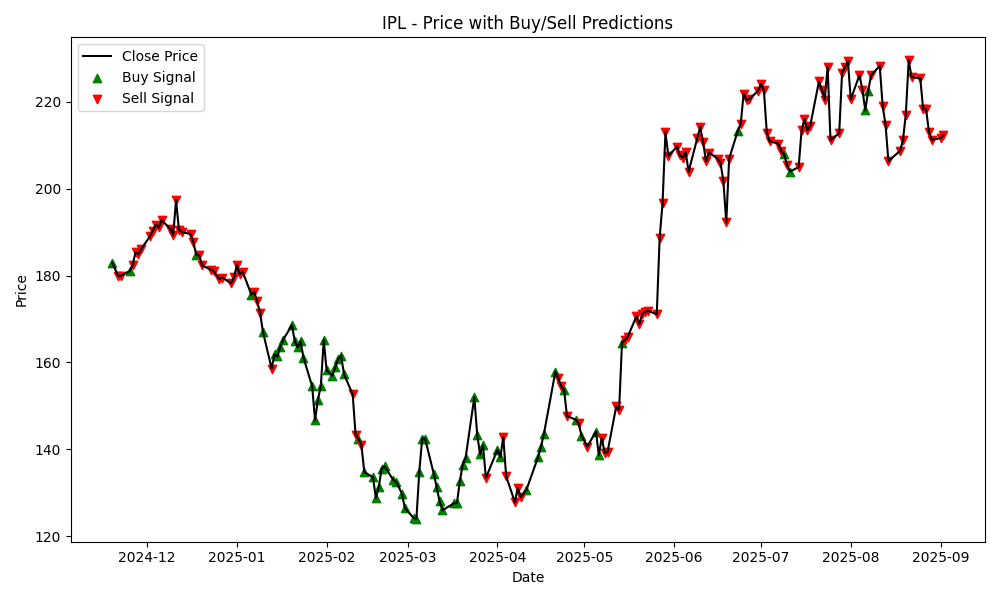 IPL - Price with Buy/Sell Predictions
Close Price
Buy Signal
Sell Signal
Price
220
200
180
160
140
120
2024-12 2025-01 2025-02 2025-03 2025-04 2025-05 2025-06 2025-07 2025-08 2025-09
Date